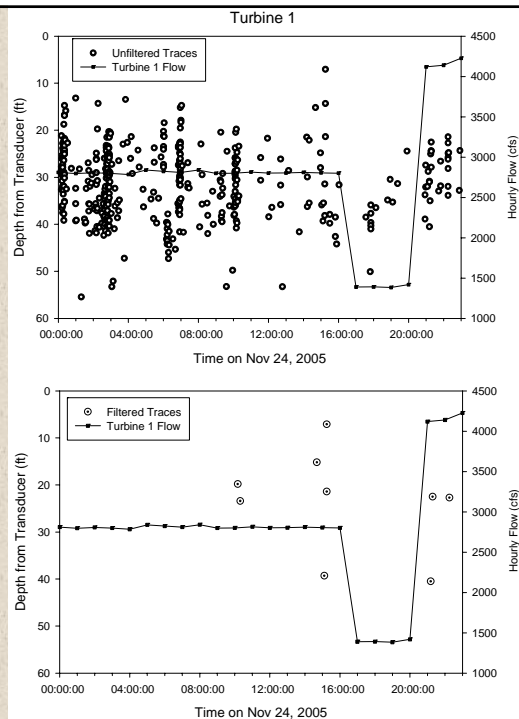 Turbine 1
Unfiltered Traces
Turbine 1 Flow
Depth from Transducer (ft)
0
10
20
30
40
50
60
4500
4000
3500
3000
2500
2000
1500
1000
Hourly Flow (cfs)
00:00:00 04:00:00 08:00:00 12:00:00 16:00:00 20:00:00
Time on Nov 24, 2005
Filtered Traces
Turbine 1 Flow
Depth from Transducer (ft)
0
10
20
30
40
50
60
4500
4000
3500
3000
2500
2000
1500
1000
Hourly Flow (cfs)
00:00:00 04:00:00 08:00:00 12:00:00 16:00:00 20:00:00
Time on Nov 24, 2005